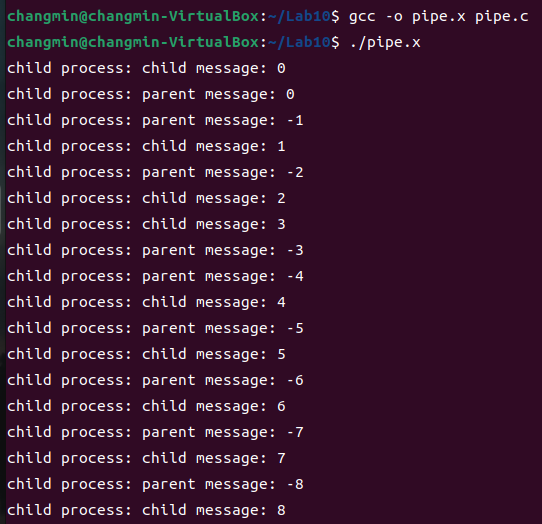 changmin@changmin-VirtualBox:~/Lab10$ gcc -o pipe.x pipe.c
changmin@changmin-VirtualBox:~/Lab10$ ./pipe.x
child process: child message: 0
child process: parent message: 0
child process: parent message: -1
child process: child message: 1
child process: parent message: -2
child process: child message: 2
child process: child message: 3
child process: parent message: -3
child process: parent message: -4
child process: child message: 4
child process: parent message: -5
child process: child message: 5
child process: parent message: -6
child process: child message: 6
child process: parent message: -7
child process: child message: 7
child process: parent message: -8
child process: child message: 8